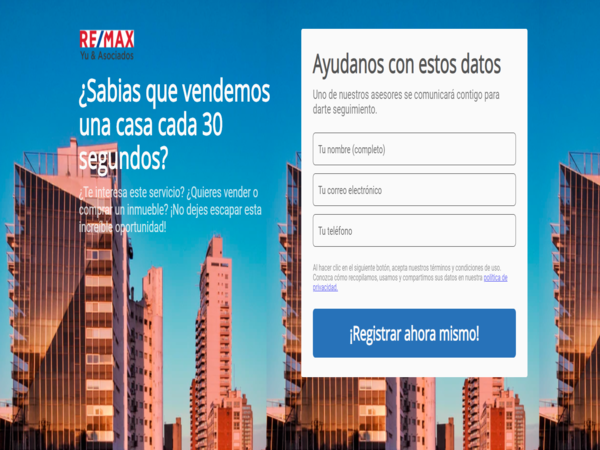 RE/MAX
Yu & Asociados
¿Sabias que vendemos
una casa cada 30
segundos?
¿Te interesa este servicio? ¿Quieres vender o
comprar un inmueble? ¡No dejes escapar esta
increíble oportunidad!
Ayudanos con estos datos
Uno de nuestros asesores se comunicará contigo para
darte seguimiento.
Tu nombre (completo)
Tu correo electrónico
Tu teléfono
Al hacer clic en el siguiente botón, acepta nuestros términos y condiciones de uso.
Conozca cómo recopilamos, usamos y compartimos sus datos en nuestra política de
privacidad.
¡Registrar ahora mismo!